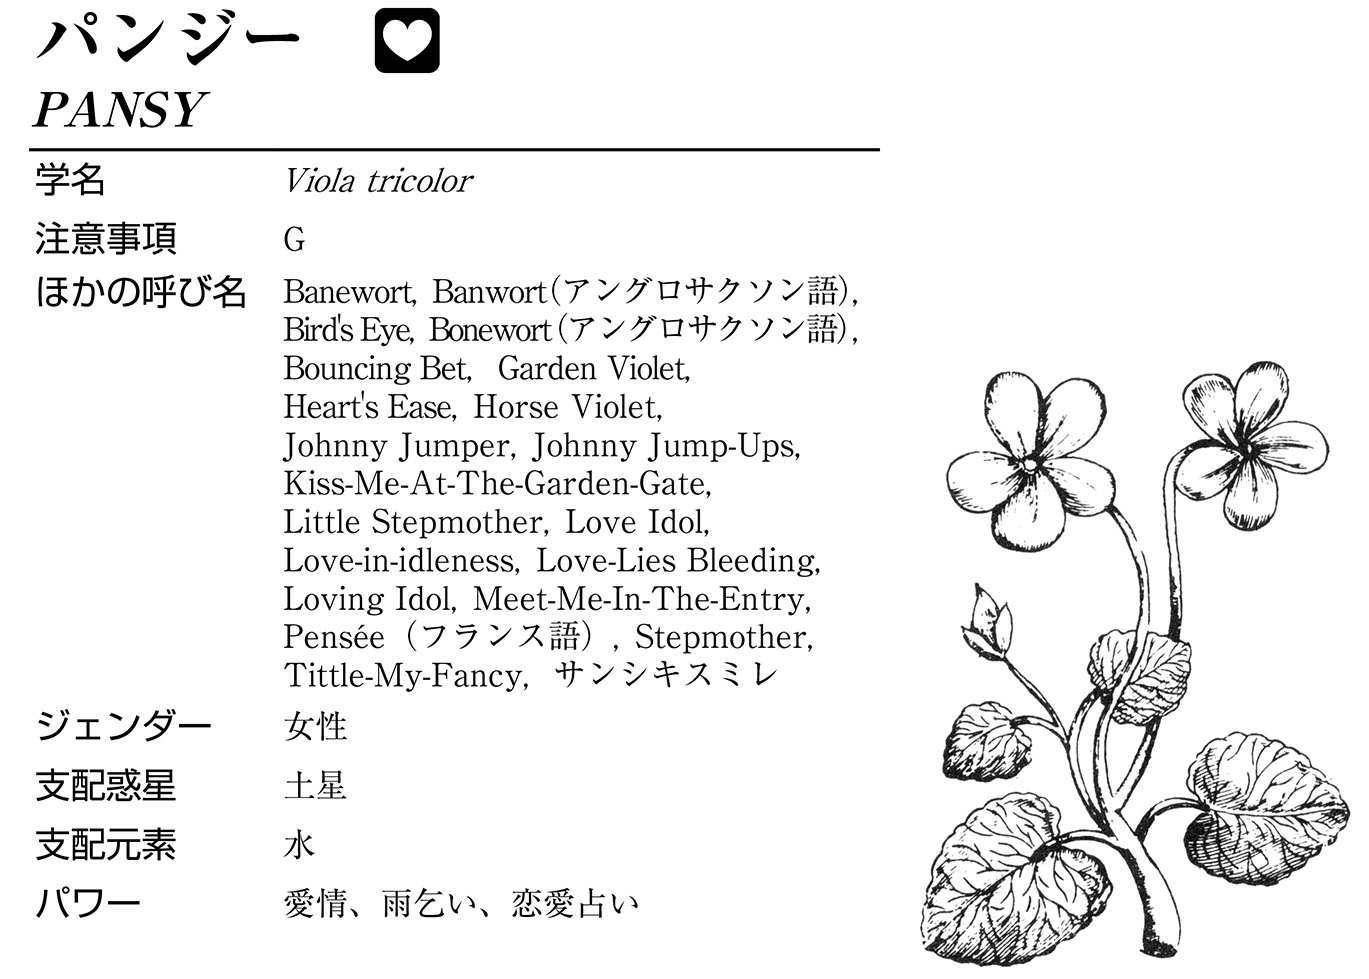 パンジー
PANSY
学名 Viola tricolor
注意事項 G
ほかの呼び名 Banewort, Banwort(アングロサクソン語),
Bird's Eye, Bonewort(アングロサクソン語),
Bouncing Bet, Garden Violet,
Heart's Ease, Horse Violet,
Johnny Jumper, Johnny Jump-Ups,
Kiss-Me-At-The-Garden-Gate,
Little Stepmother, Love Idol,
Love-in-idleness, Love-Lies Bleeding,
Loving Idol, Meet-Me-In-The-Entry,
Pensée（フランス語）, Stepmother,
Tittle-My-Fancy, サンシキスミレ
ジェンダー 女性
支配惑星 土星
支配元素 水
パワー 愛情、雨乞い、恋愛占い